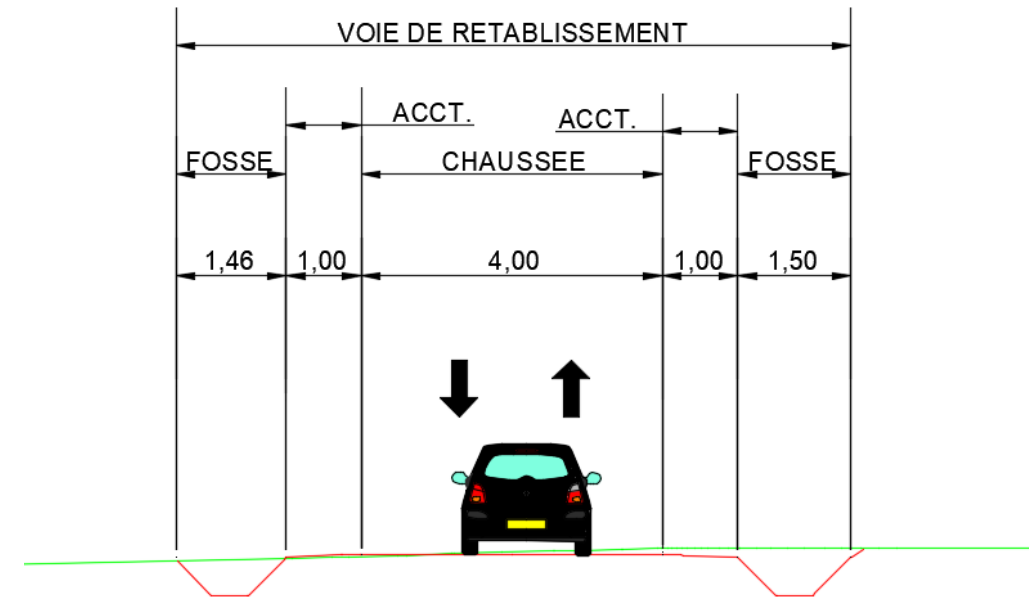 VOIE DE RETABLISSEMENT
ACCT. ACCT.
FOSSE CHAUSSEE FOSSE
1,46 1,00 4,00 1,00 1,50